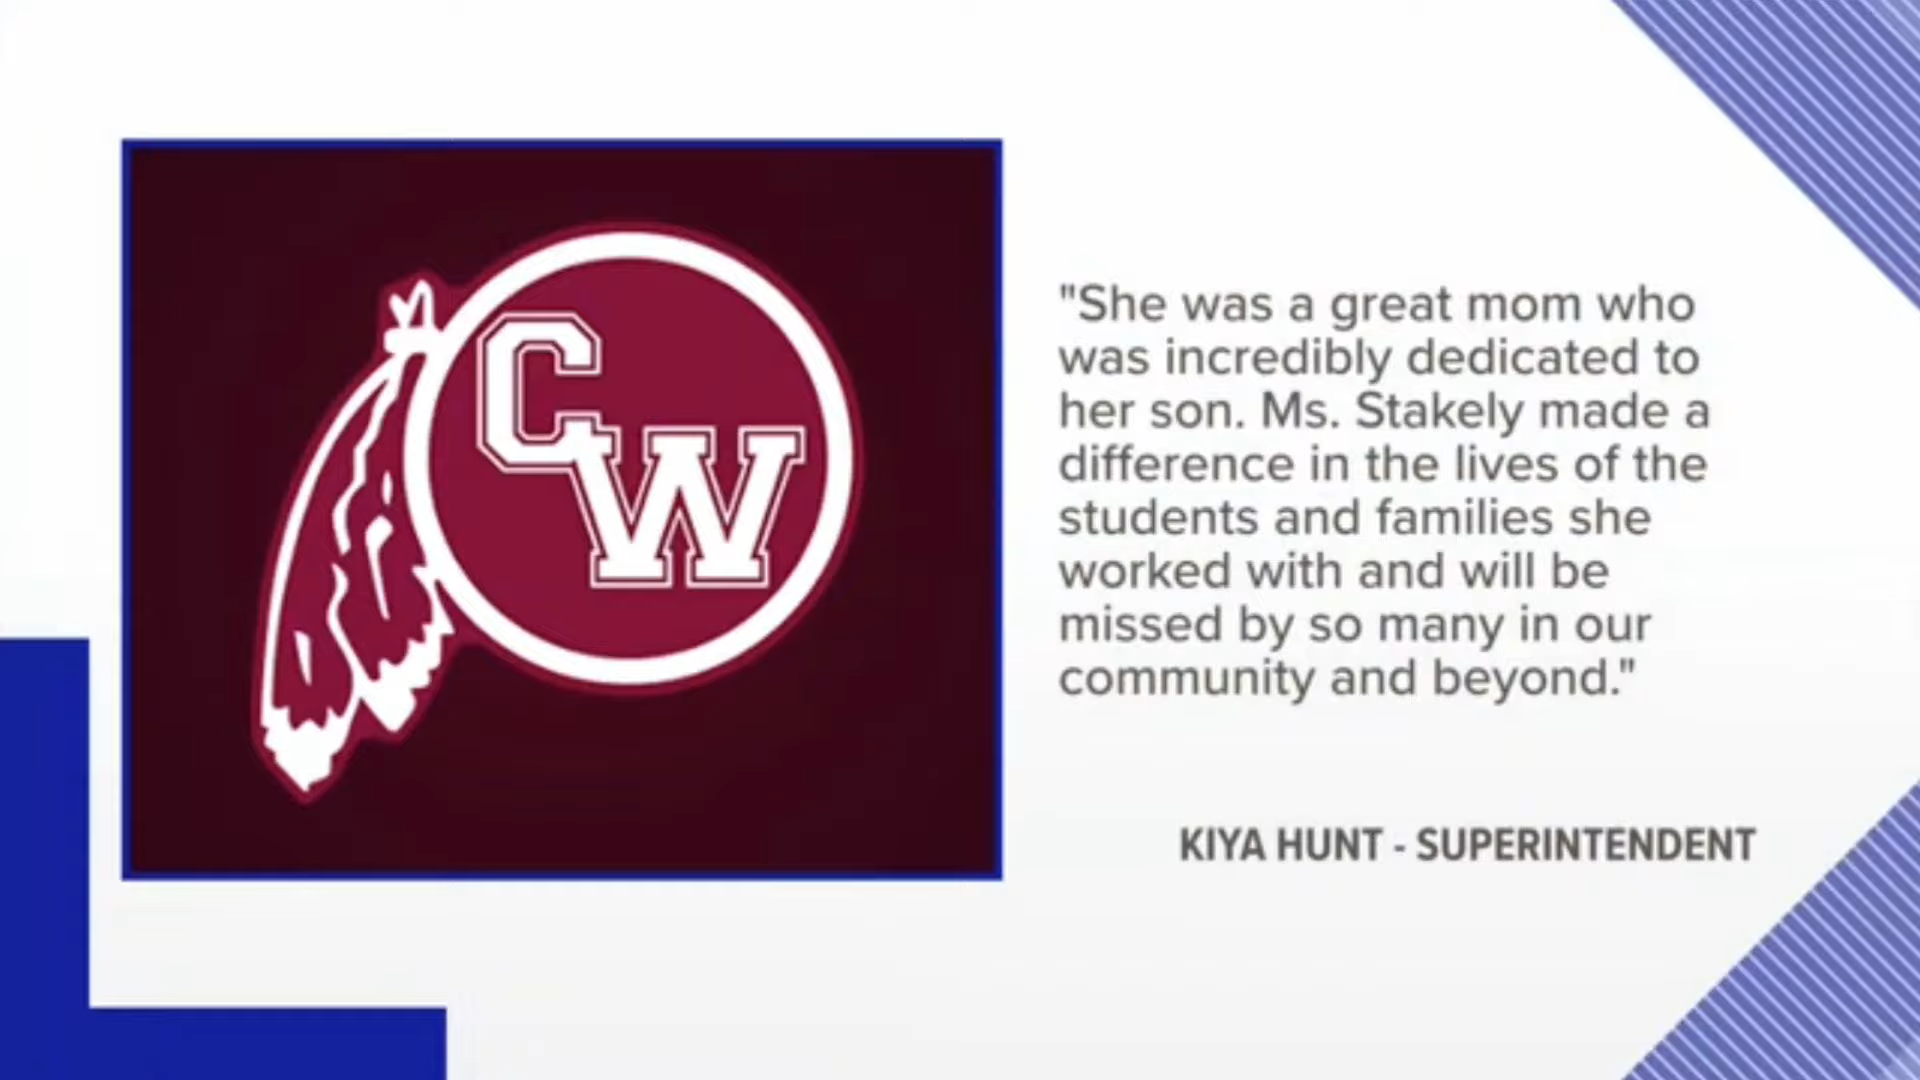 CW
"She was a great mom who
was incredibly dedicated to
her son. Ms. Stakely made a
difference in the lives of the
students and families she
worked with and will be
missed by so many in our
community and beyond."
KIYA HUNT - SUPERINTENDENT